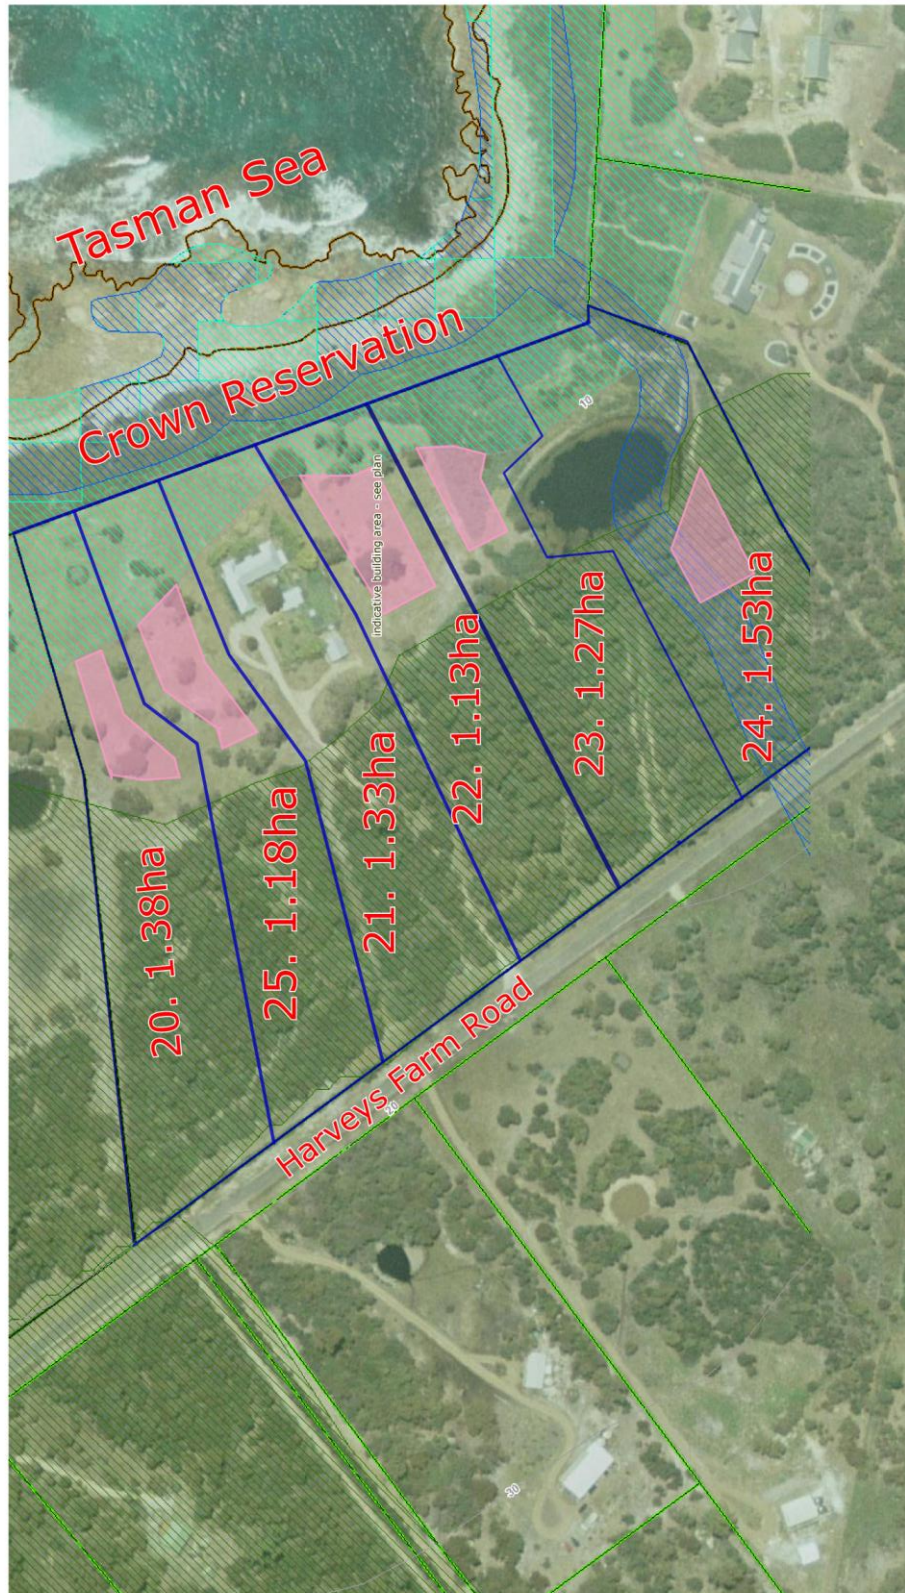 Tasman Sea
Crown Reservation
10
indicative building area - see plan
24. 1.53ha
23. 1.27ha
22. 1.13ha
21. 1.33ha
25. 1.18ha
20. 1.38ha
Harveys Farm Road
20
30